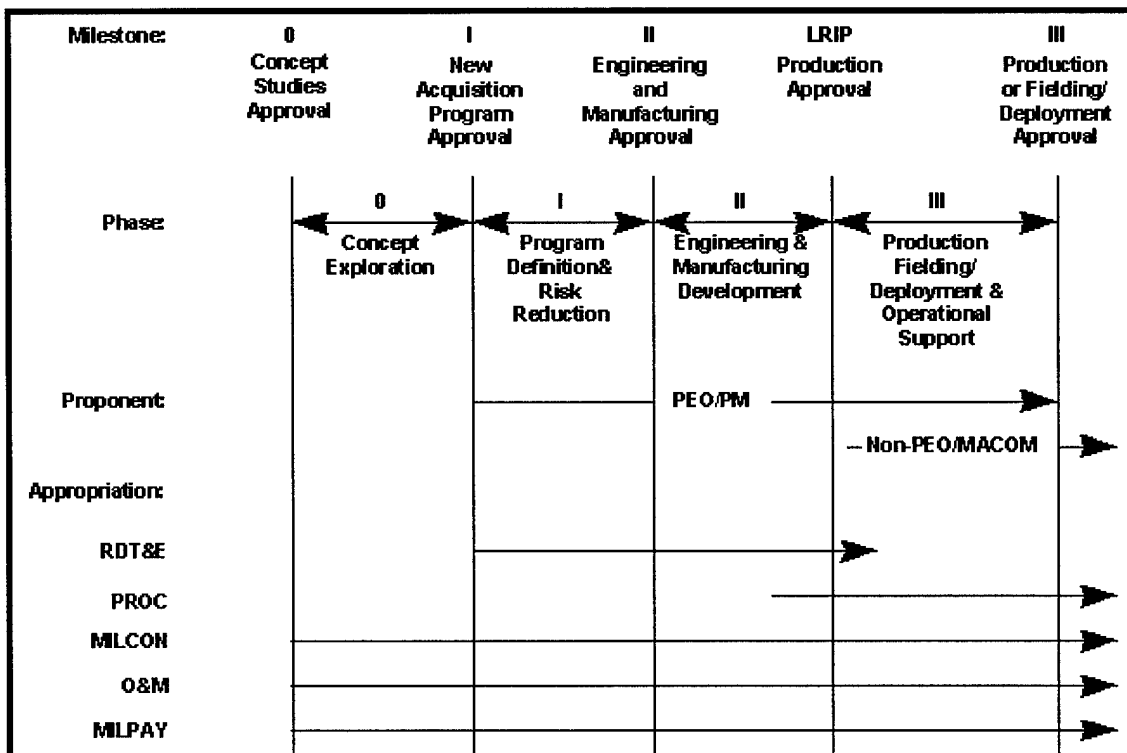 Milestone: 0 I II LRIP III
Concept Studies Approval
New Acquisition Program Approval
Engineering and Manufacturing Approval
Production Approval
Production or Fielding/ Deployment Approval
Phase: 0 I II III
Concept Exploration
Program Definition& Risk Reduction
Engineering & Manufacturing Development
Production Fielding/ Deployment & Operational Support
Proponent: PEO/PM
Non-PEO/MACOM
Appropriation:
RDT&E
PROC
MILCON
O&M
MILPAY